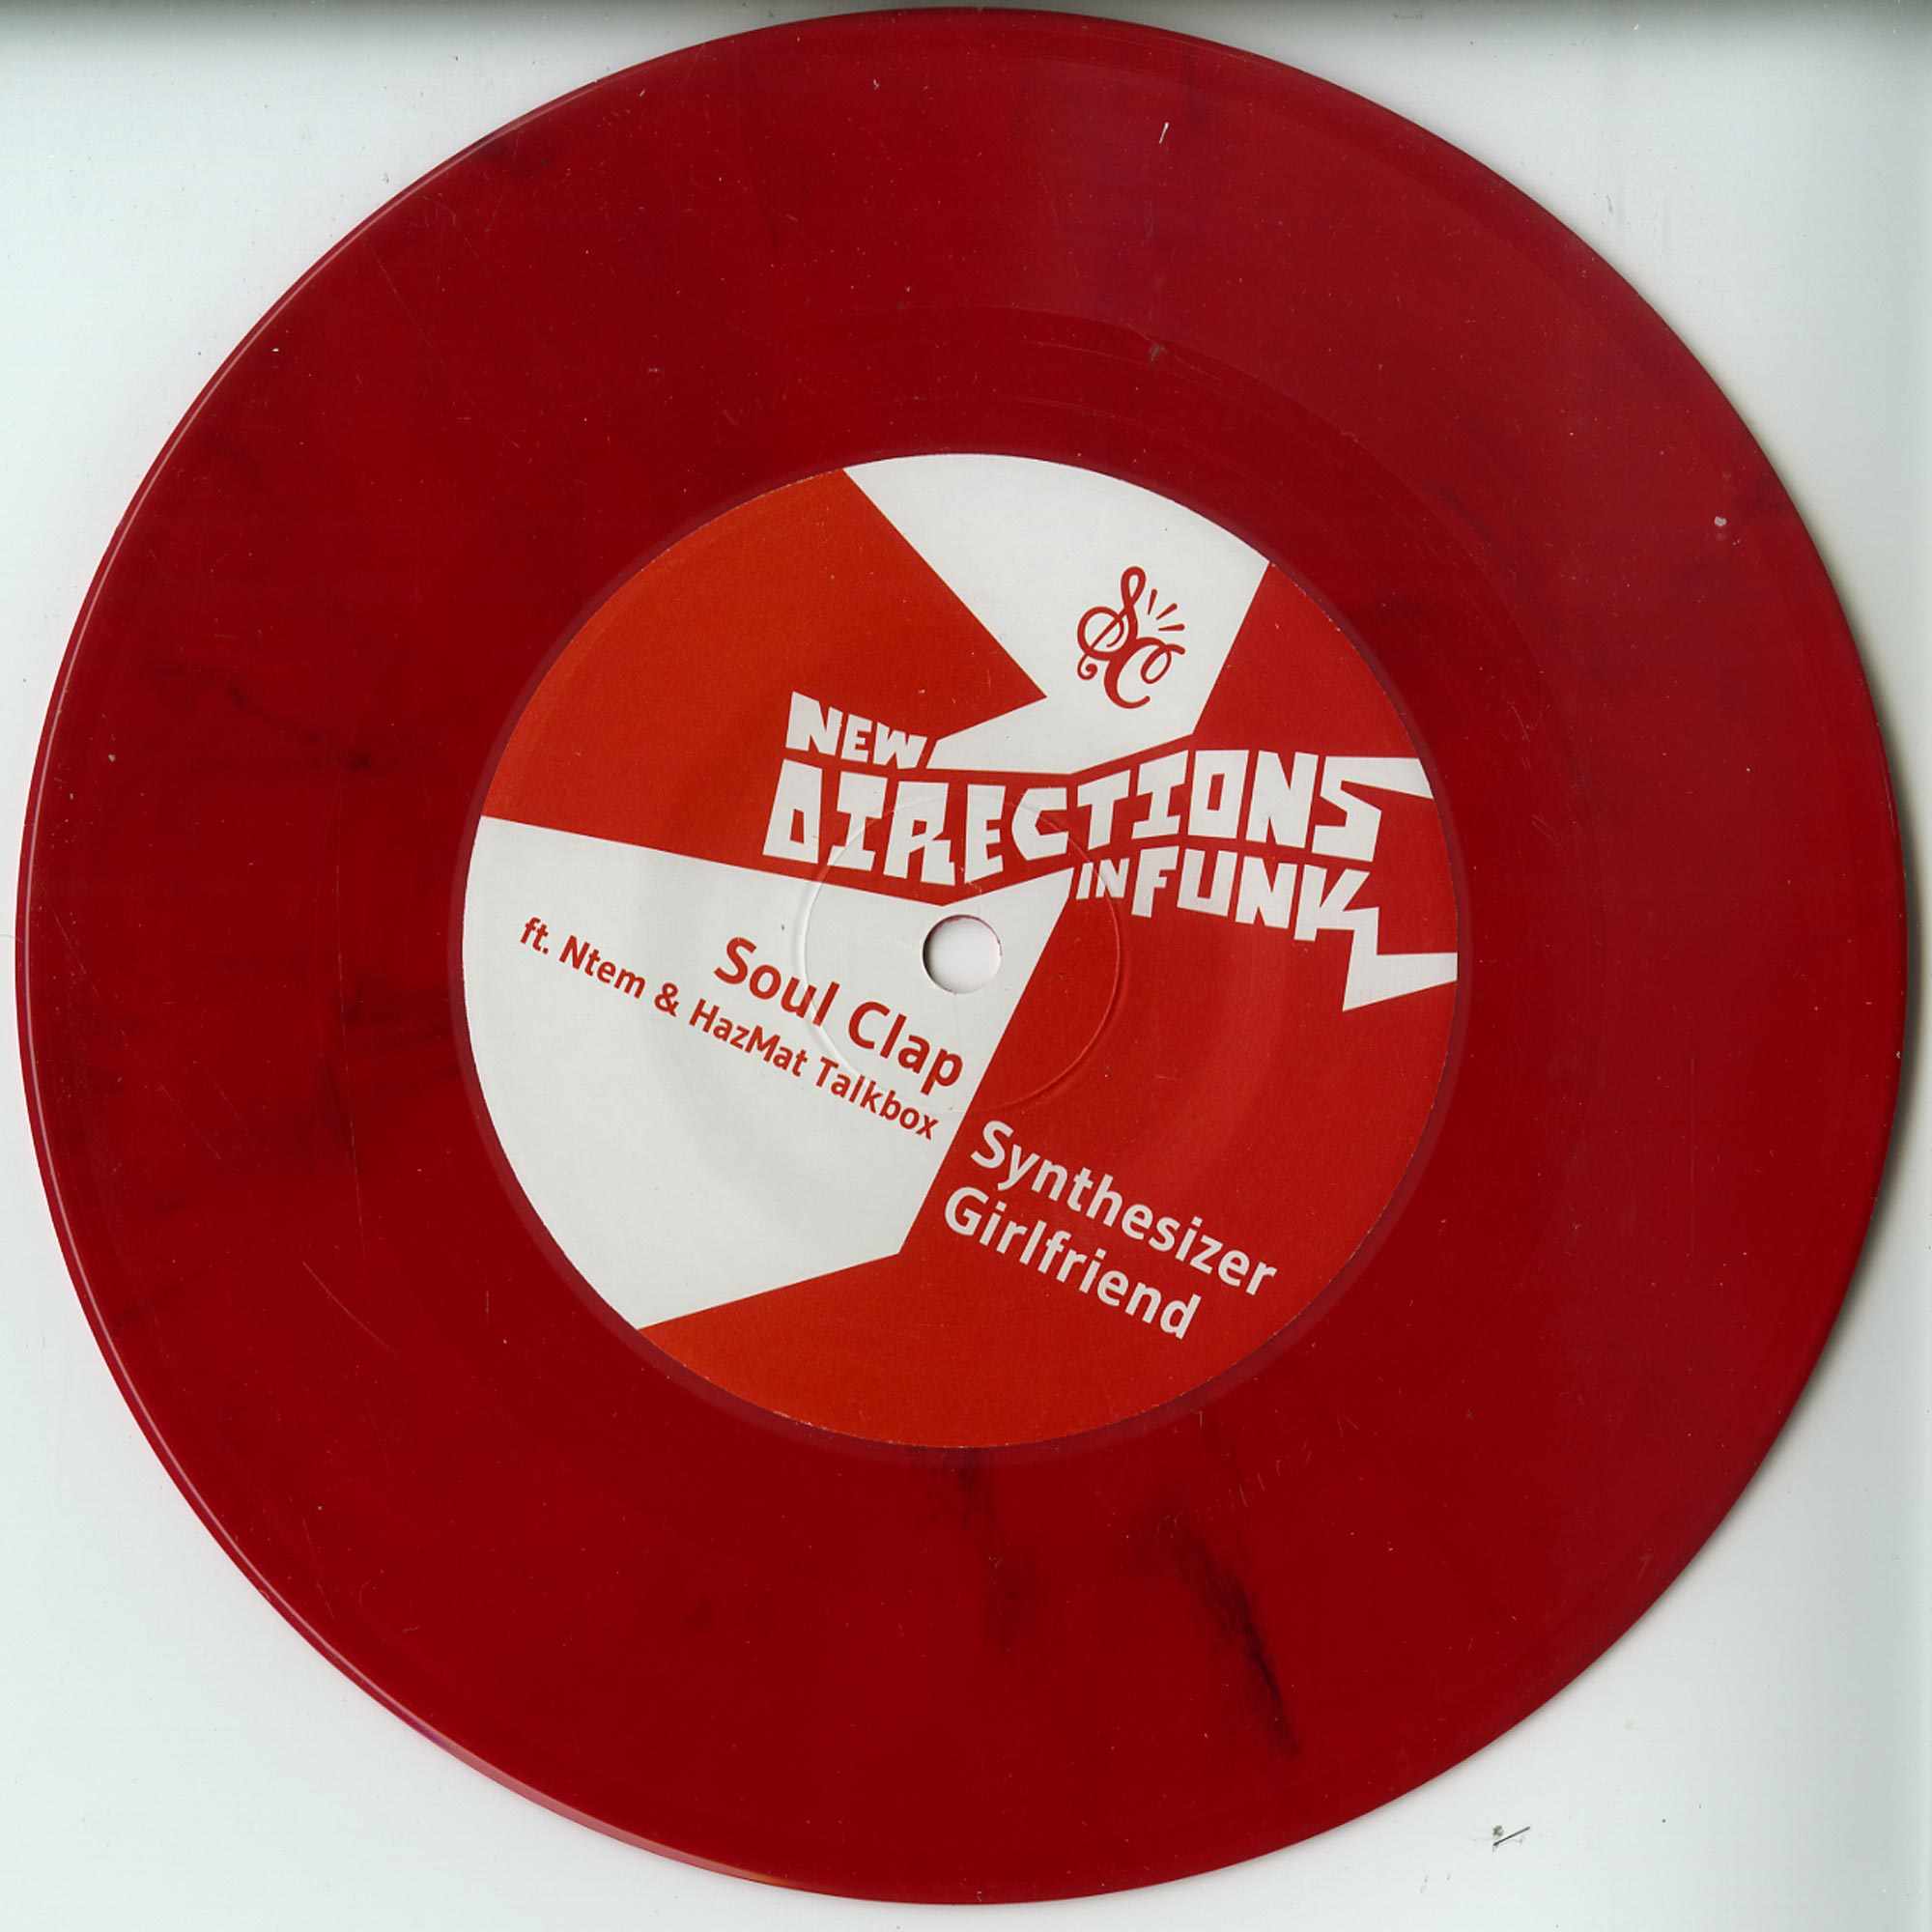 SC
NEW
DIRECTIONS
IN FUNK
Soul Clap
ft. Ntem & HazMat Talkbox
Synthesizer
Girlfriend